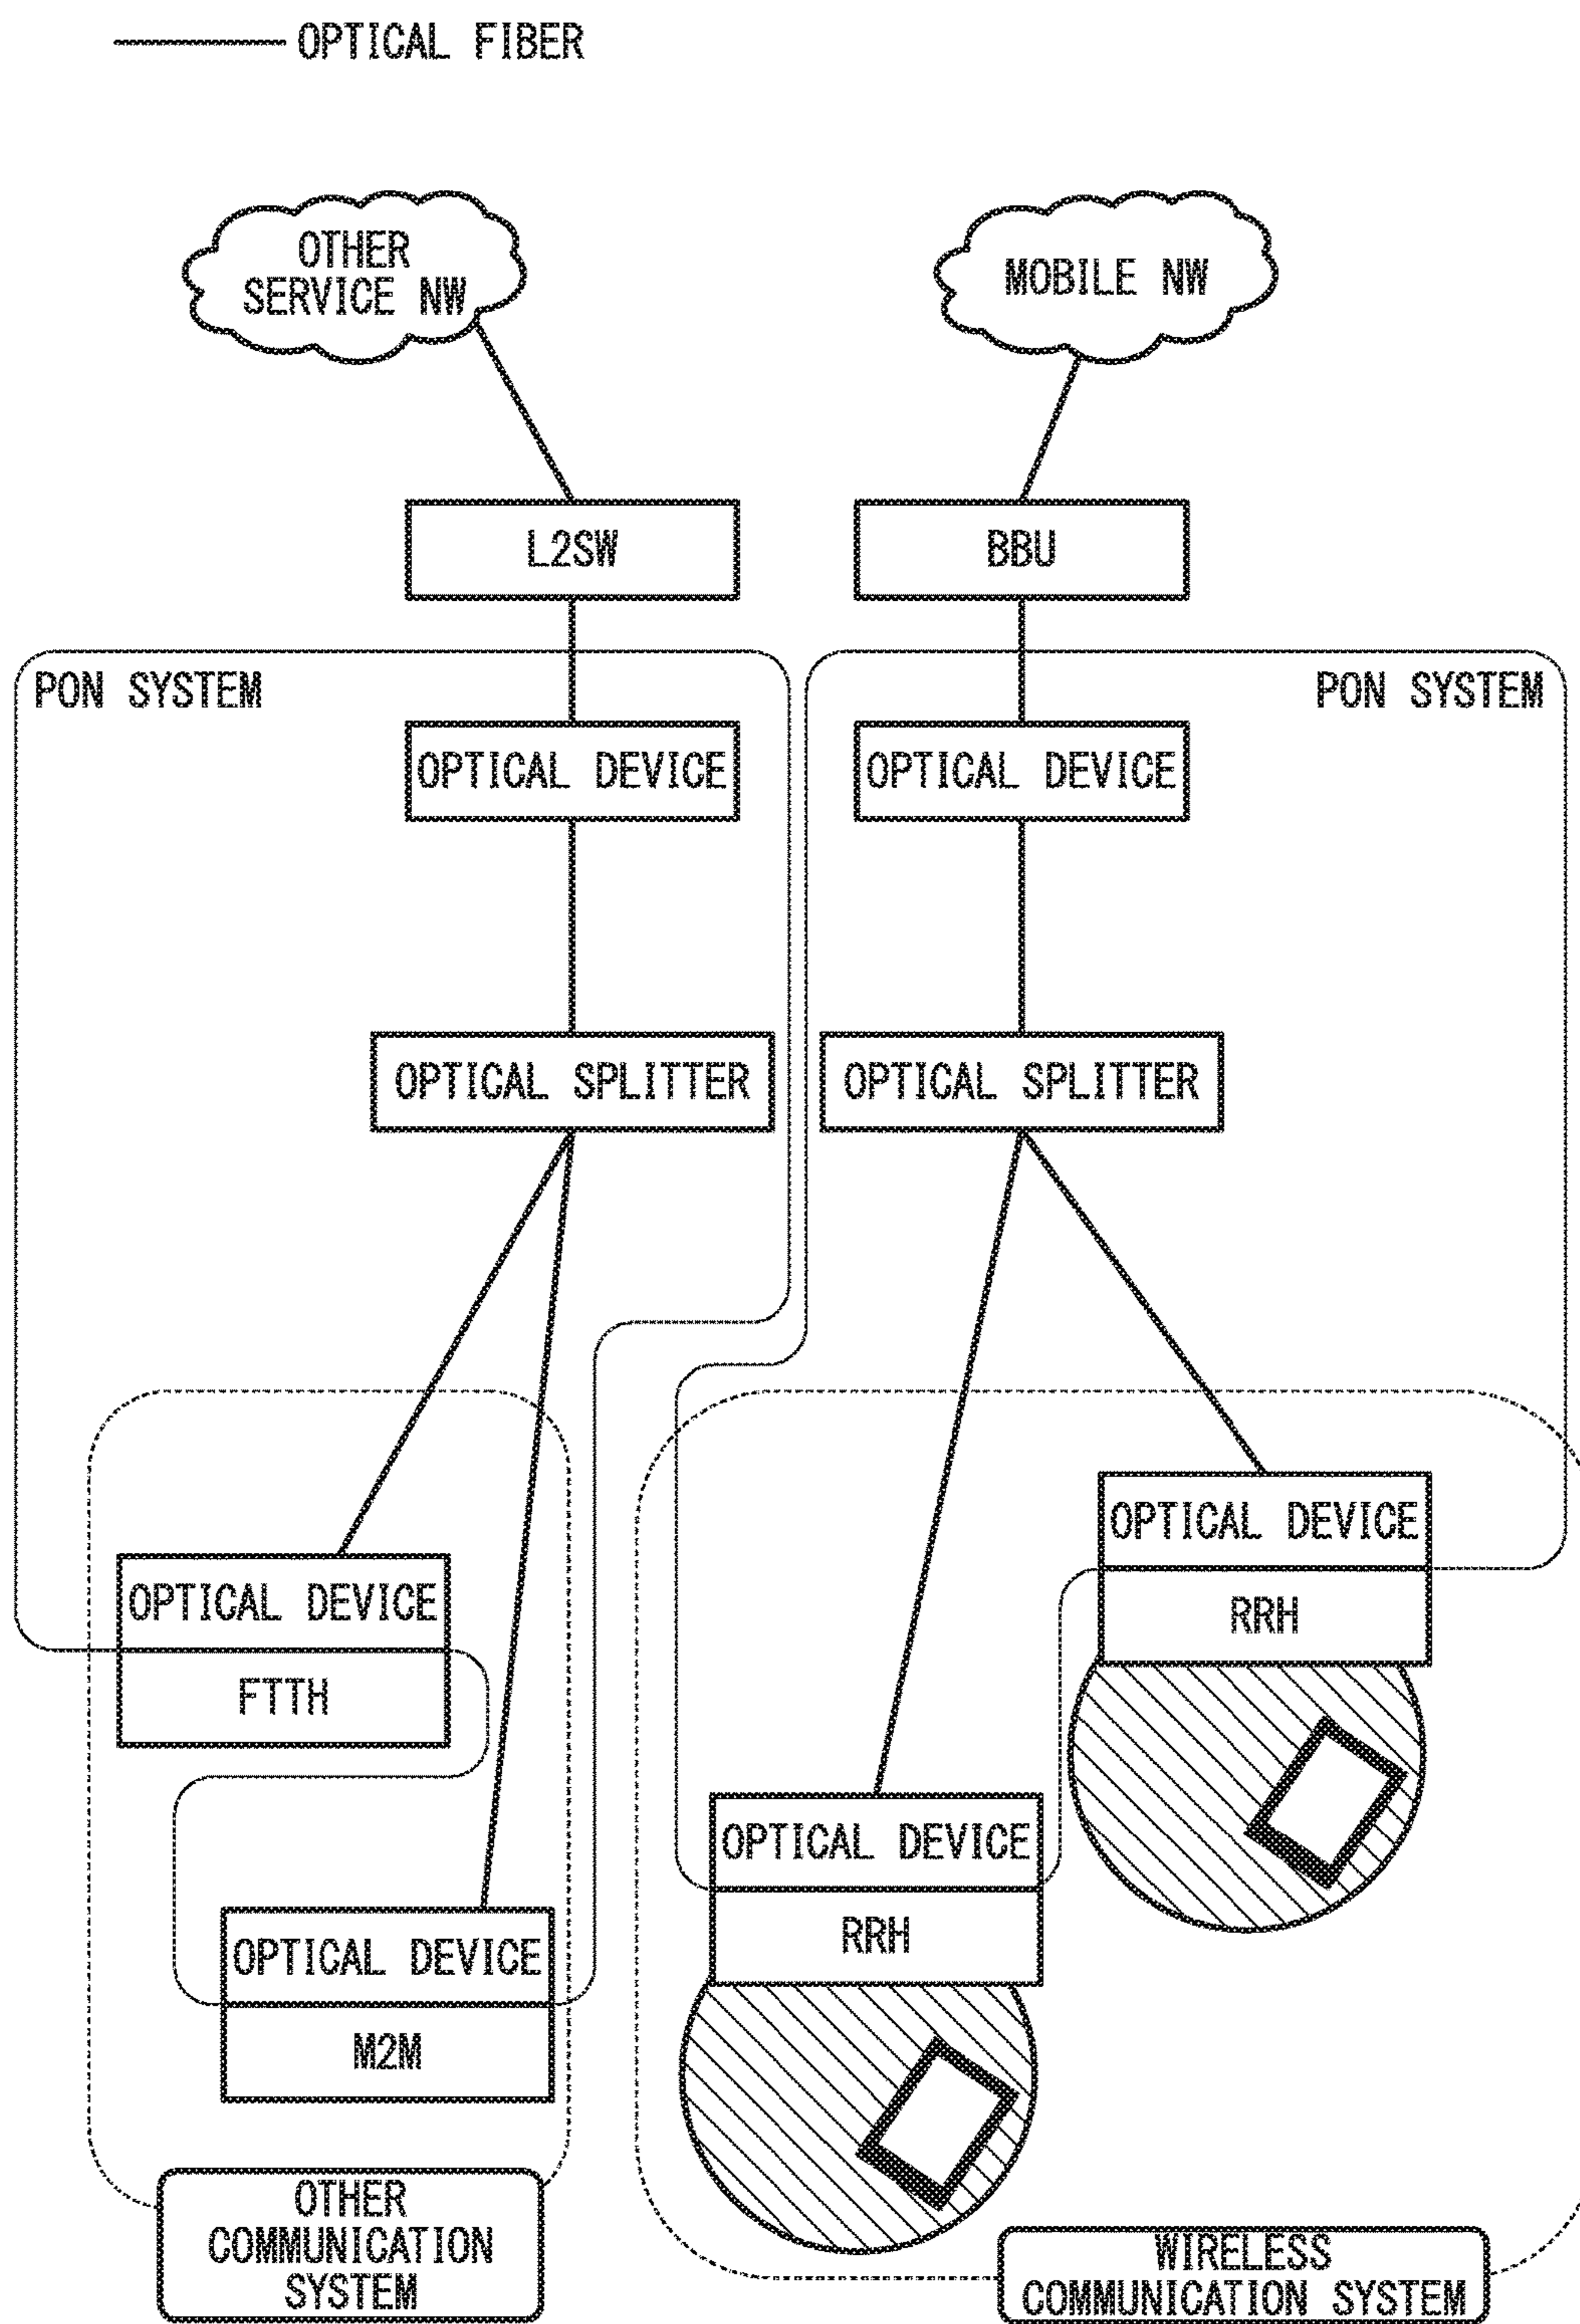 OPTICAL FIBER
OTHER
SERVICE NW
MOBILE NW
L2SW
BBU
PON SYSTEM
PON SYSTEM
OPTICAL DEVICE
OPTICAL DEVICE
OPTICAL SPLITTER
OPTICAL SPLITTER
OPTICAL DEVICE
RRH
OPTICAL DEVICE
FTTH
OPTICAL DEVICE
RRH
OPTICAL DEVICE
M2M
OTHER
COMMUNICATION
SYSTEM
WIRELESS
COMMUNICATION SYSTEM